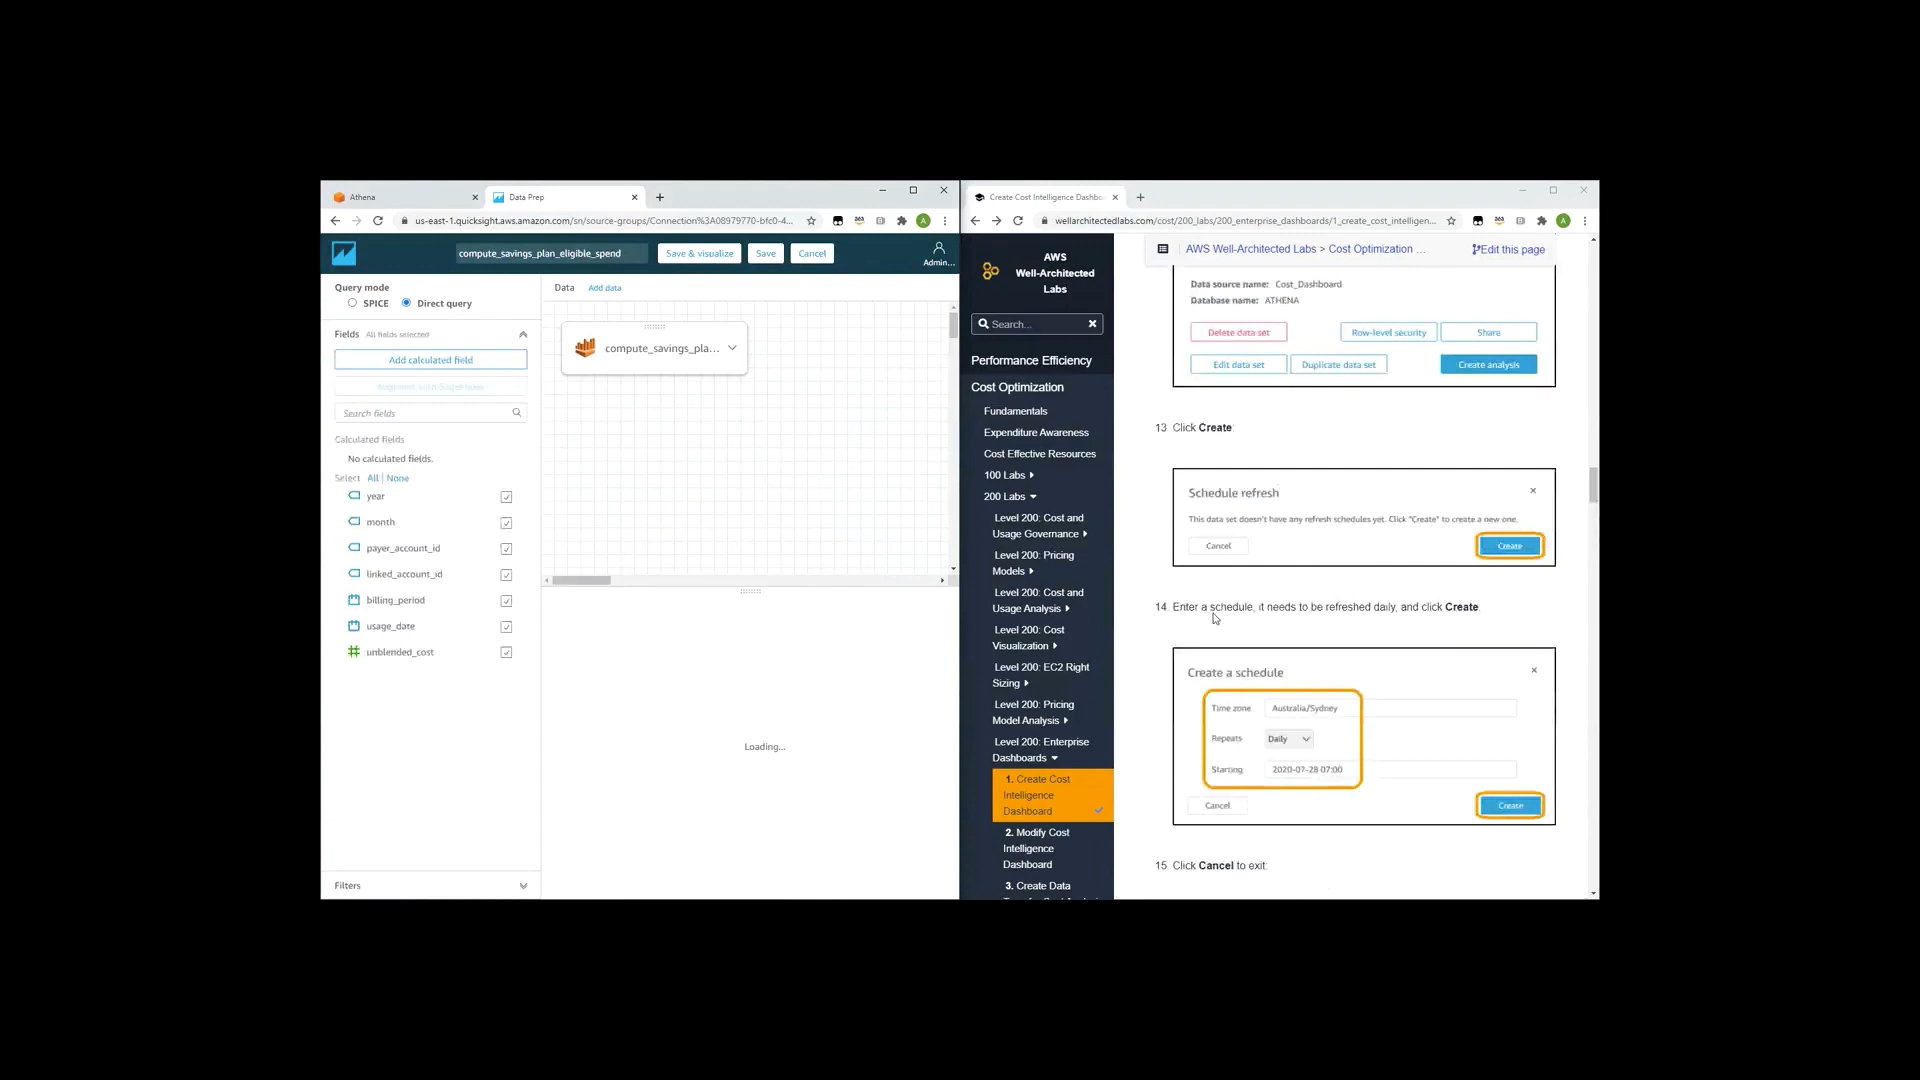 Athena
Data Prep
us-east-1.quicksight.aws.amazon.com/sn/source-groups/Connection%3A08979770-bfc0-4...
compute_savings_plan_eligible_spend
Save & visualize
Save
Cancel
Admin...
Query mode
SPICE
Direct query
Fields All fields selected
Add calculated field
Search fields
Calculated fields
No calculated fields.
Select All | None
year
month
payer_account_id
linked_account_id
billing_period
usage_date
unblended_cost
Filters
Data
Add data
compute_savings_pla...
Loading...
Create Cost Intelligence Dashbo
wellarchitectedlabs.com/cost/200_labs/200_enterprise_dashboards/1_create_cost_intelligen...
AWS
Well-Architected
Labs
Search...
Performance Efficiency
Cost Optimization
Fundamentals
Expenditure Awareness
Cost Effective Resources
100 Labs
200 Labs
Level 200: Cost and
Usage Governance
Level 200: Pricing
Models
Level 200: Cost and
Usage Analysis
Level 200: Cost
Visualization
Level 200: EC2 Right
Sizing
Level 200: Pricing
Model Analysis
Level 200: Enterprise
Dashboards
1. Create Cost
Intelligence
Dashboard
2. Modify Cost
Intelligence
Dashboard
3. Create Data
AWS Well-Architected Labs > Cost Optimization ...
Edit this page
Data source name: Cost_Dashboard
Database name: ATHENA
Delete data set
Row-level security
Share
Edit data set
Duplicate data set
Create analysis
13. Click Create:
Schedule refresh
This data set doesn't have any refresh schedules yet. Click "Create" to create a new one.
Cancel
Create
14. Enter a schedule, it needs to be refreshed daily, and click Create.
Create a schedule
Time zone Australia/Sydney
Repeats Daily
Starting 2020-07-28 07:00
Cancel
Create
15. Click Cancel to exit: